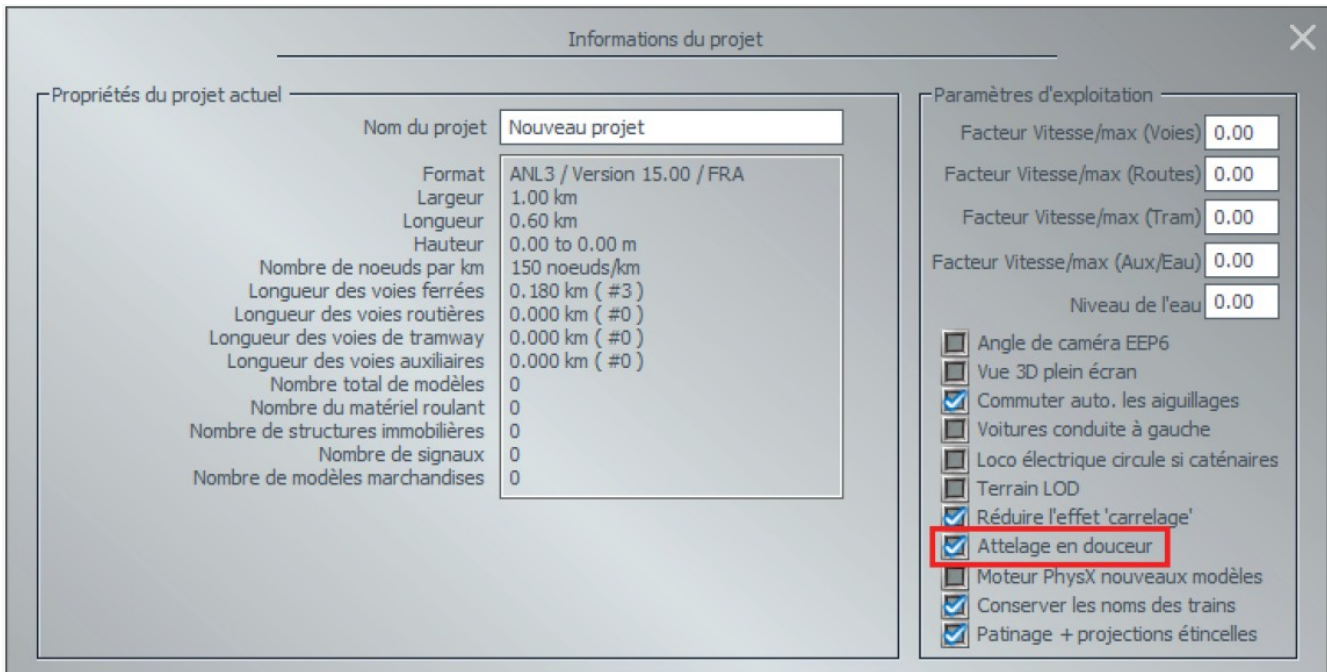 Informations du projet
Propriétés du projet actuel
Nom du projet Nouveau projet
Format ANL3 / Version 15.00 / FRA
Largeur 1.00 km
Longueur 0.60 km
Hauteur 0.00 to 0.00 m
Nombre de noeuds par km 150 noeuds/km
Longueur des voies ferrées 0.180 km ( #3 )
Longueur des voies routières 0.000 km ( #0 )
Longueur des voies de tramway 0.000 km ( #0 )
Longueur des voies auxiliaires 0.000 km ( #0 )
Nombre total de modèles 0
Nombre du matériel roulant 0
Nombre de structures immobilières 0
Nombre de signaux 0
Nombre de modèles marchandises 0
Paramètres d'exploitation
Facteur Vitesse/max (Voies) 0.00
Facteur Vitesse/max (Routes) 0.00
Facteur Vitesse/max (Tram) 0.00
Facteur Vitesse/max (Aux/Eau) 0.00
Niveau de l'eau 0.00
Angle de caméra EEP6
Vue 3D plein écran
Commuter auto. les aiguillages
Voitures conduite à gauche
Loco électrique circule si caténaires
Terrain LOD
Réduire l'effet 'carrelage'
Attelage en douceur
Moteur PhysX nouveaux modèles
Conserver les noms des trains
Patinage + projections étincelles